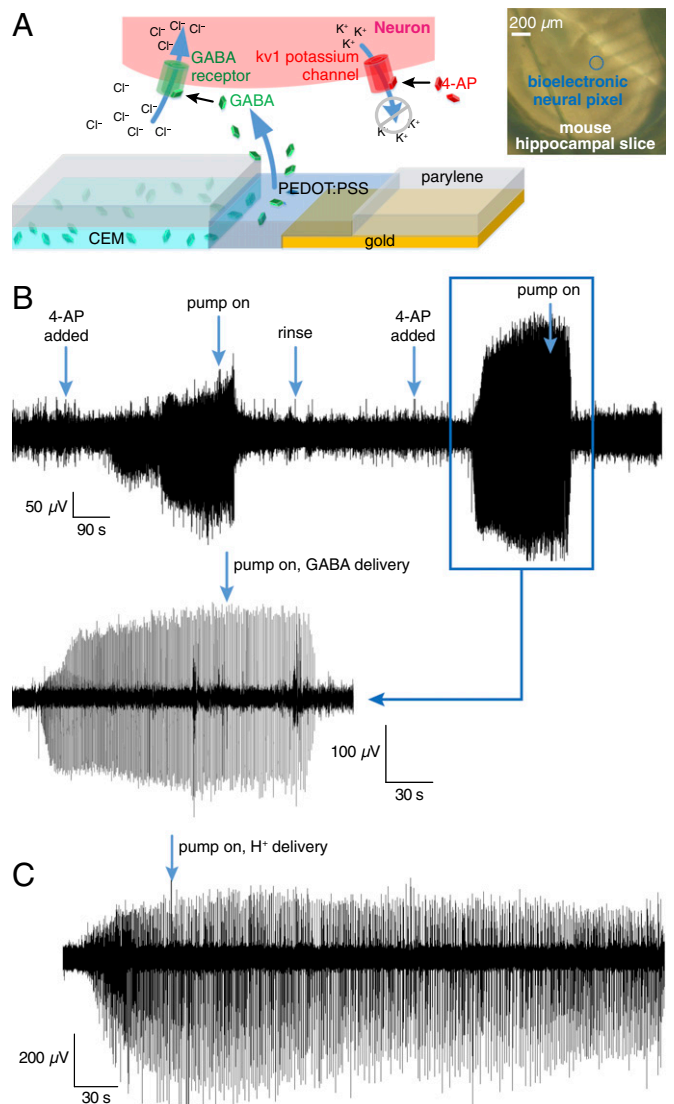 A
Cl⁻
Cl⁻
Cl⁻
Cl⁻
Cl⁻
K⁺
K⁺
K⁺
Neuron
GABA
receptor
kv1 potassium
channel
4-AP
Cl⁻
Cl⁻
Cl⁻
Cl⁻
Cl⁻
Cl⁻
Cl⁻
GABA
K⁺
K⁺
K⁺
PEDOT:PSS
parylene
CEM
gold
200 µm
bioelectronic
neural pixel
mouse
hippocampal slice
B
4-AP
added
pump on
rinse
4-AP
added
pump on
50 µV
90 s
pump on, GABA delivery
100 µV
30 s
pump on, H⁺ delivery
C
200 µV
30 s